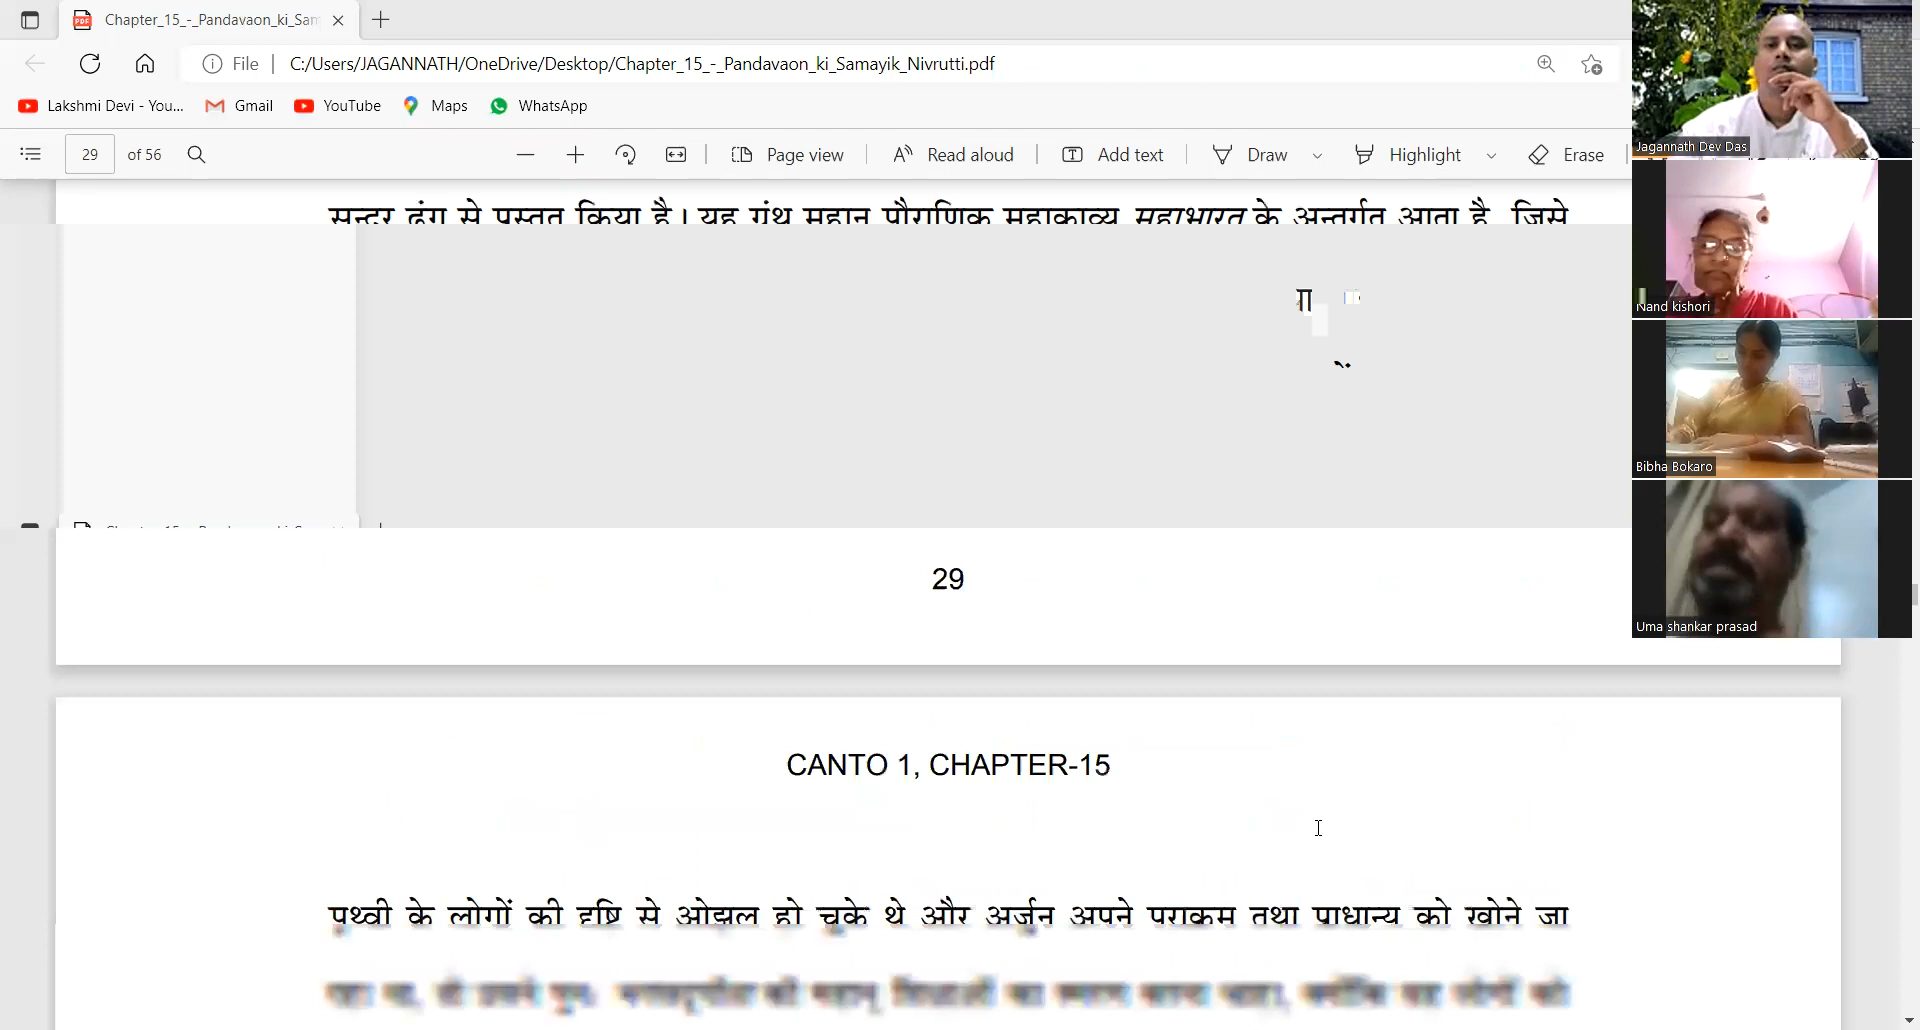 Chapter_15_-_Pandavaon_ki_Sam
File
C:/Users/JAGANNATH/OneDrive/Desktop/Chapter_15_-_Pandavaon_ki_Samayik_Nivrutti.pdf
Lakshmi Devi - You...
Gmail
YouTube
Maps
WhatsApp
29 of 56
Page view
Read aloud
Add text
Draw
Highlight
Erase
सुन्दर ढंग से प्रस्तुत किया है। यह ग्रंथ महान पौराणिक महाकाव्य महाभारत के अन्तर्गत आता है, जिसे
29
CANTO 1, CHAPTER-15
पृथ्वी के लोगों की दृष्टि से ओझल हो चुके थे और अर्जुन अपने पराक्रम तथा प्राधान्य को खोने जा
Jagannath Dev Das
Nand kishori
Bibha Bokaro
Uma shankar prasad